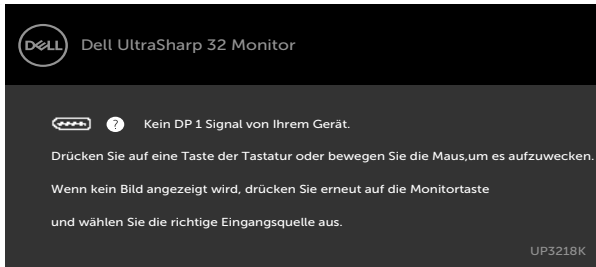 DELL
Dell UltraSharp 32 Monitor
? Kein DP 1 Signal von Ihrem Gerät.
Drücken Sie auf eine Taste der Tastatur oder bewegen Sie die Maus,um es aufzuwecken.
Wenn kein Bild angezeigt wird, drücken Sie erneut auf die Monitortaste
und wählen Sie die richtige Eingangsquelle aus.
UP3218K